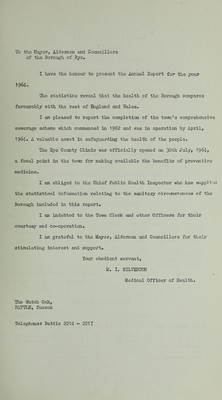 To the Mayor, Aldermen and Councillors
of the Borough of Rye.
I have the honour to present the Annual Report for the year
1964.
The statistics reveal that the health of the Borough compares
favourably with the rest of England and Wales.
I am pleased to report the completion of the town's comprehensive
sewerage scheme which commenced in 1962 and was in operation by April,
1964. A valuable asset in safeguarding the health of the people.
The Rye County Clinic was officially opened on 30th July, 1964,
a focal point in the town for making available the benefits of preventive
medicine.
I am obliged to the Chief Public Health Inspector who has supplied
the statistical information relating to the sanitary circumstances of the
Borough included in this report.
I am indebted to the Town Clerk and other Officers for their
courtesy and co-operation.
I am grateful to the Mayor, Aldermen and Councillors for their
stimulating interest and support.
Your obedient servant,
M. I. SILVERTON
Medical Officer of Health.
The Watch Oak,
BATTLE, Sussex
Telephone: Battle 2214 - 2217